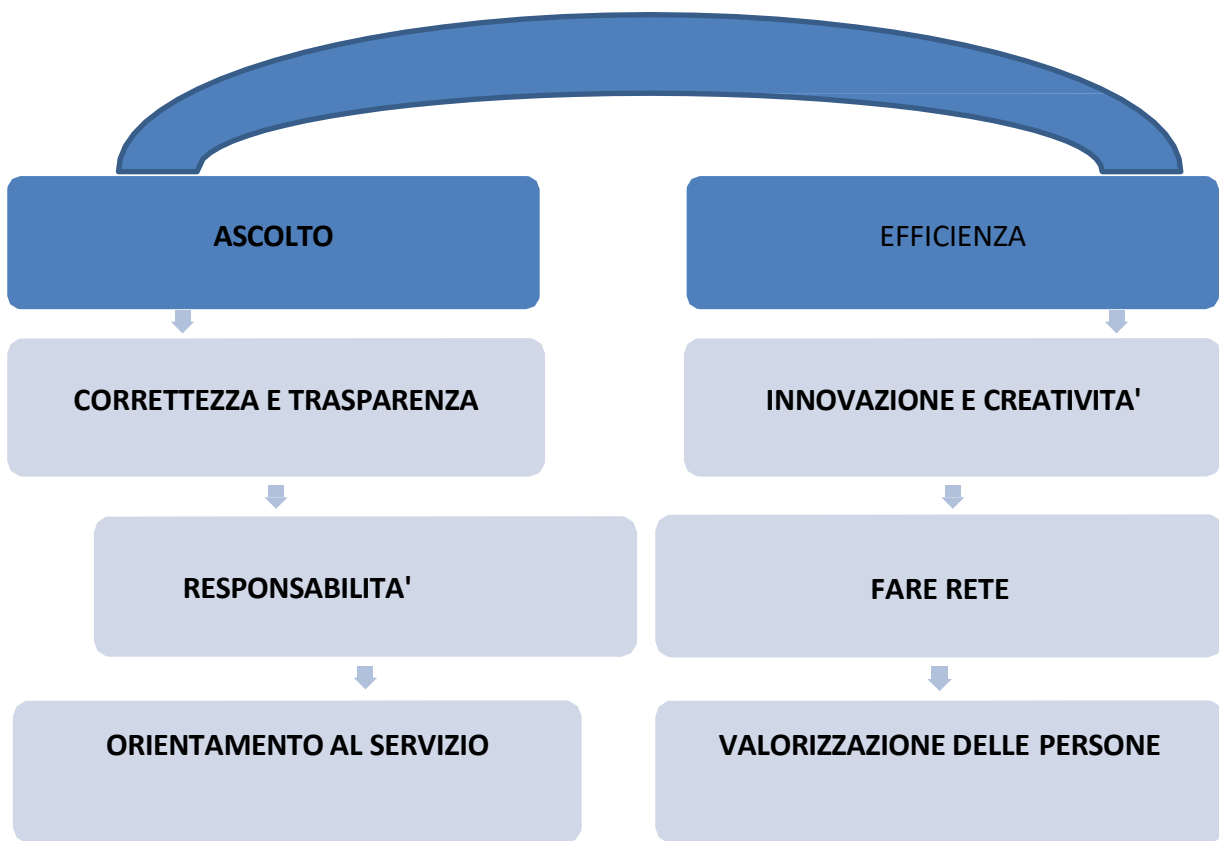 ASCOLTO
EFFICIENZA
CORRETTEZZA E TRASPARENZA
INNOVAZIONE E CREATIVITA'
RESPONSABILITA'
FARE RETE
ORIENTAMENTO AL SERVIZIO
VALORIZZAZIONE DELLE PERSONE